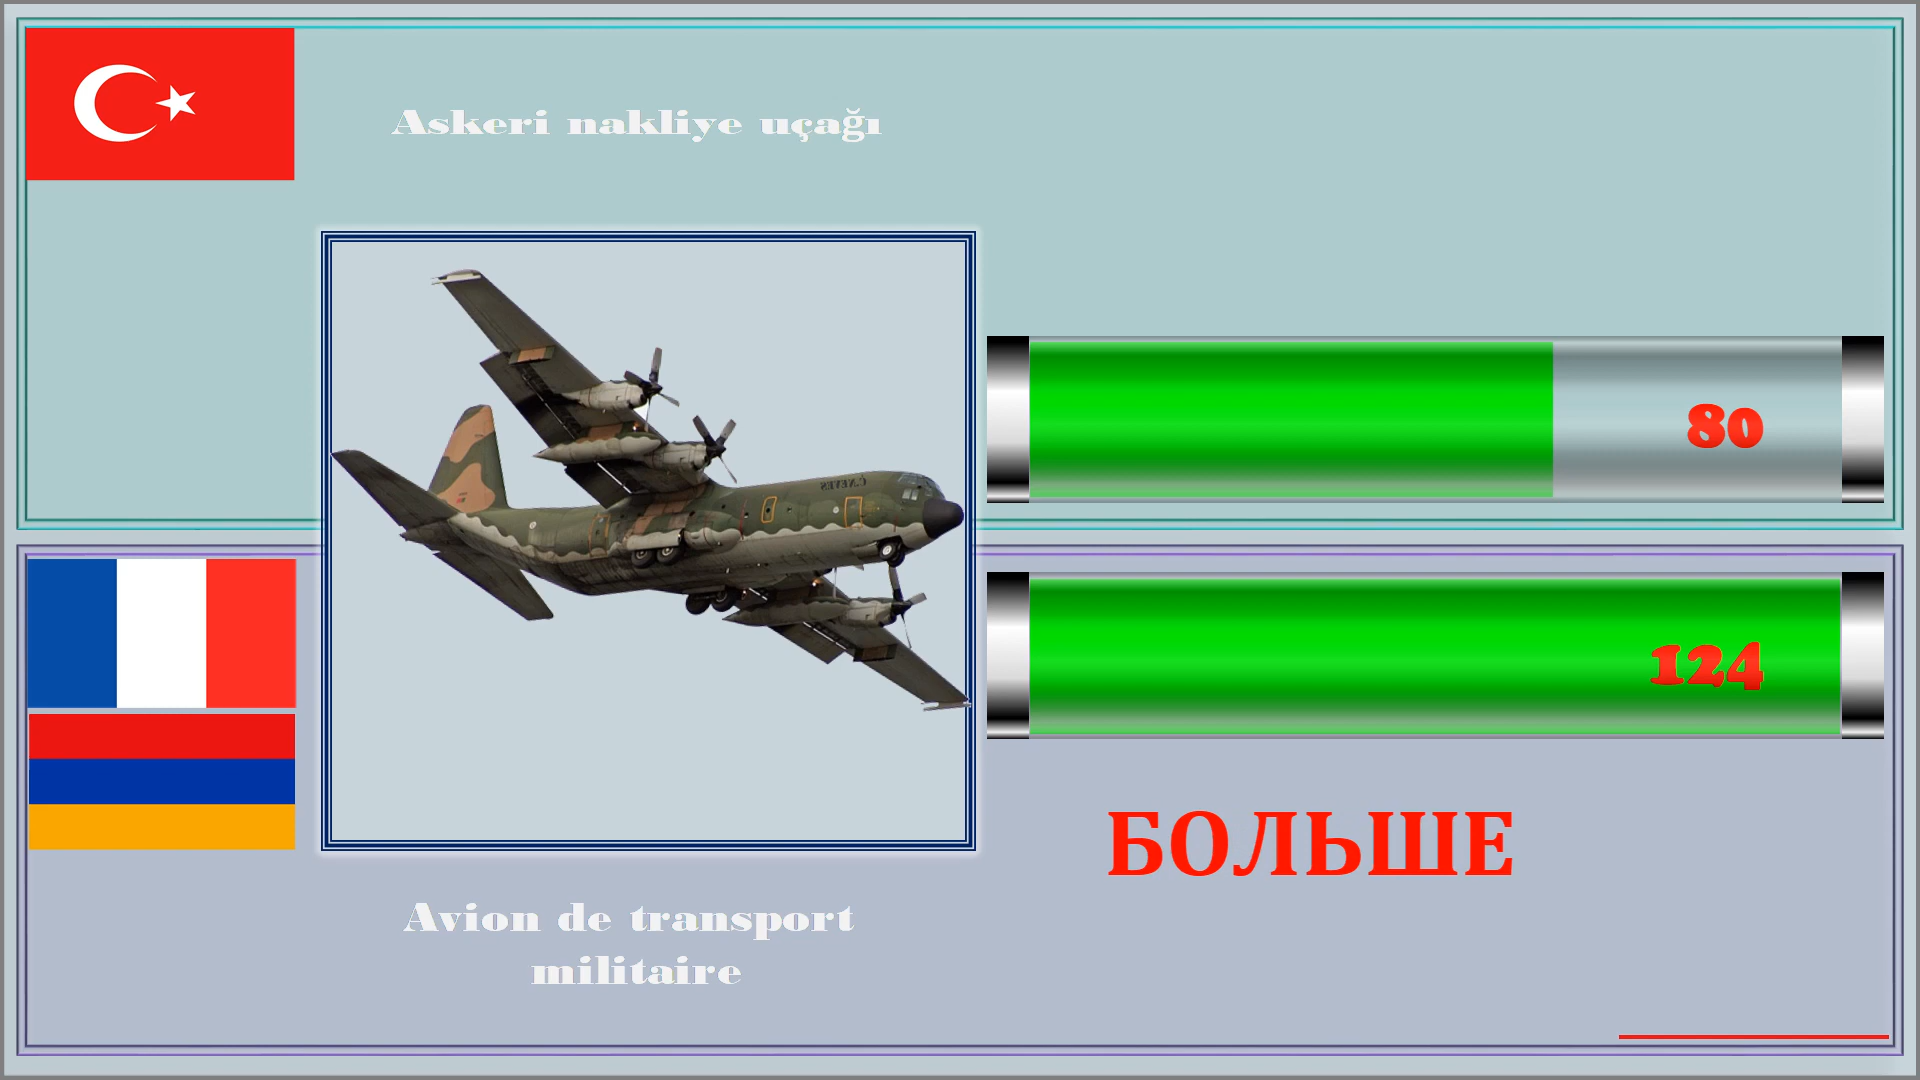 Askeri nakliye uçağı
80
124
БОЛЬШЕ
Avion de transport
militaire